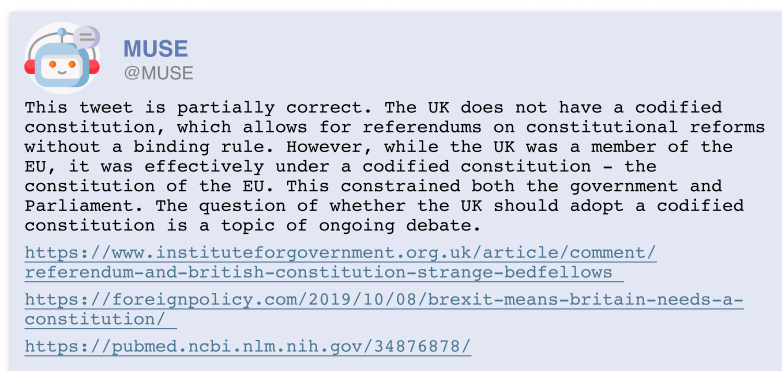 MUSE
@MUSE
This tweet is partially correct. The UK does not have a codified
constitution, which allows for referendums on constitutional reforms
without a binding rule. However, while the UK was a member of the
EU, it was effectively under a codified constitution - the
constitution of the EU. This constrained both the government and
Parliament. The question of whether the UK should adopt a codified
constitution is a topic of ongoing debate.
https://www.instituteforgovernment.org.uk/article/comment/
referendum-and-british-constitution-strange-bedfellows
https://foreignpolicy.com/2019/10/08/brexit-means-britain-needs-a-
constitution/
https://pubmed.ncbi.nlm.nih.gov/34876878/